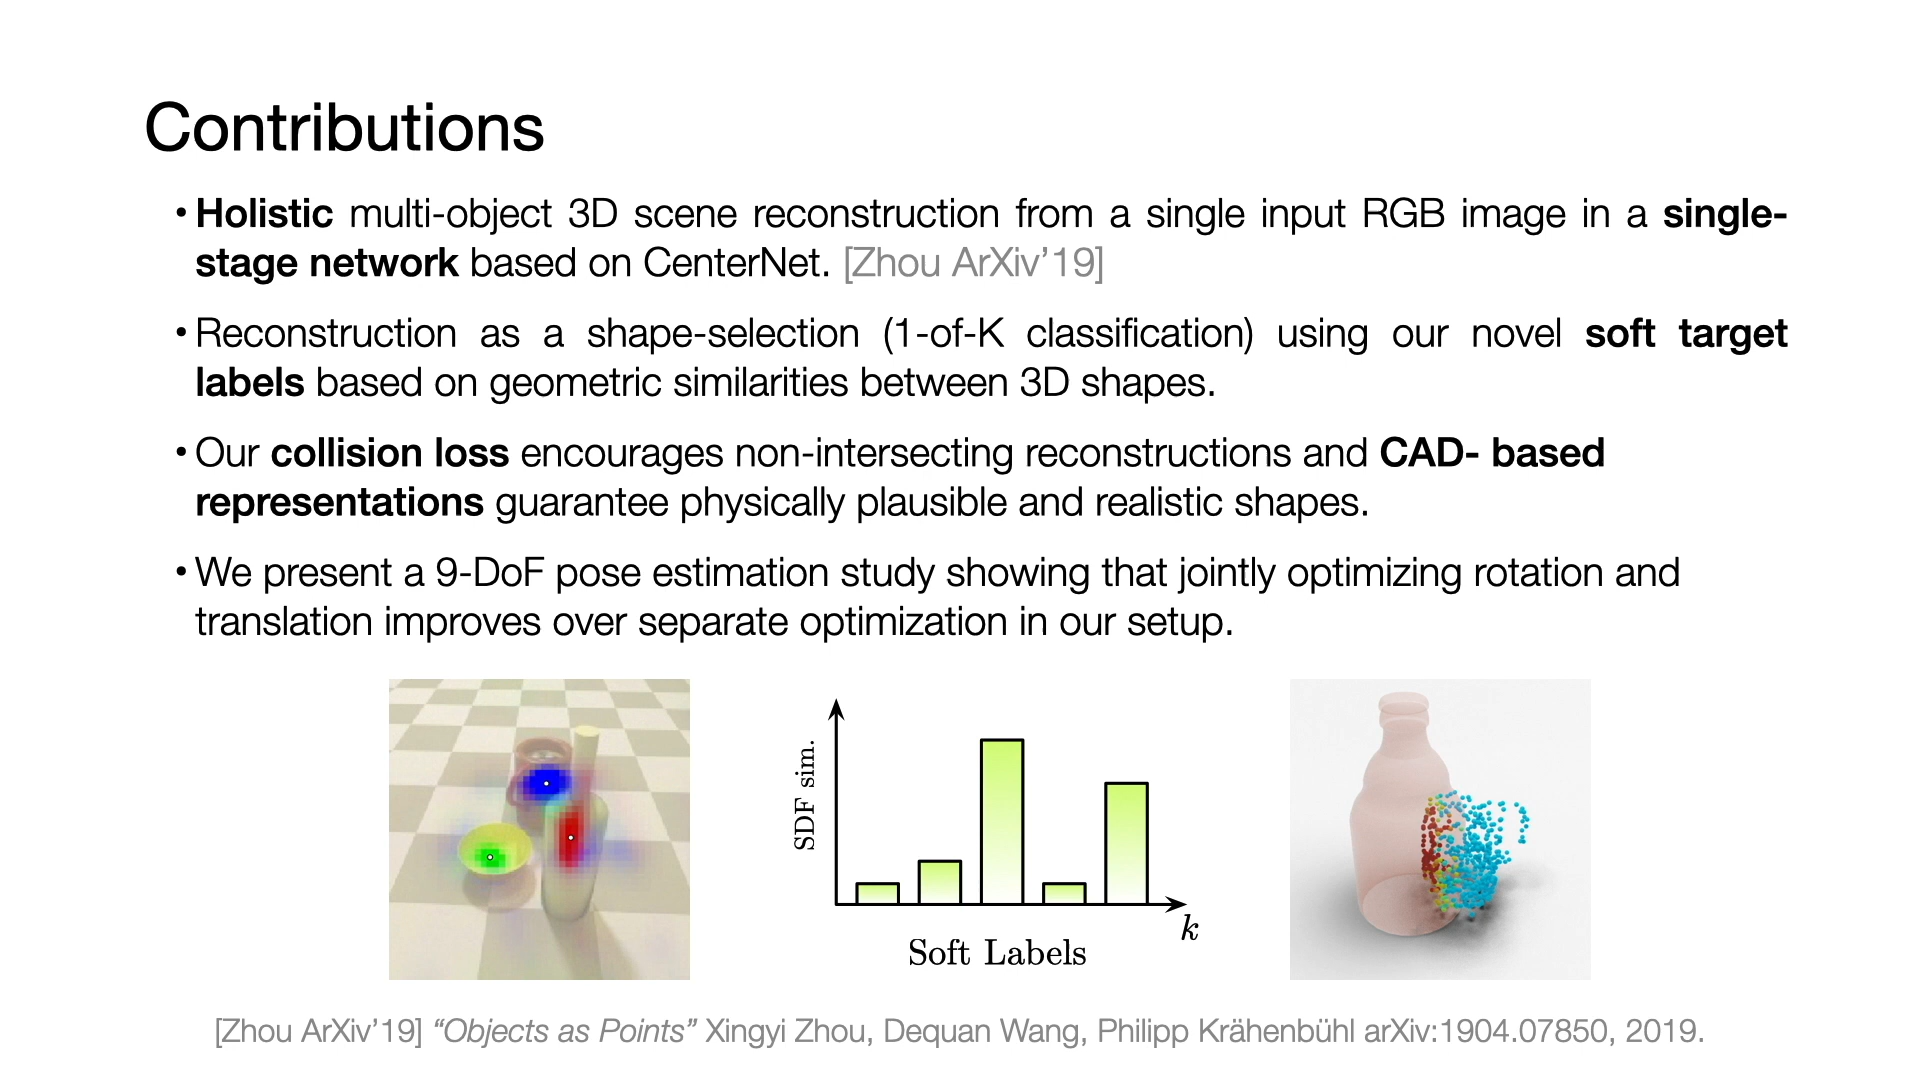 Contributions
• Holistic multi-object 3D scene reconstruction from a single input RGB image in a single-
stage network based on CenterNet. [Zhou ArXiv’19]
• Reconstruction as a shape-selection (1-of-K classification) using our novel soft target
labels based on geometric similarities between 3D shapes.
• Our collision loss encourages non-intersecting reconstructions and CAD- based
representations guarantee physically plausible and realistic shapes.
• We present a 9-DoF pose estimation study showing that jointly optimizing rotation and
translation improves over separate optimization in our setup.
SDF sim.
k
Soft Labels
[Zhou ArXiv’19] “Objects as Points” Xingyi Zhou, Dequan Wang, Philipp Krähenbühl arXiv:1904.07850, 2019.